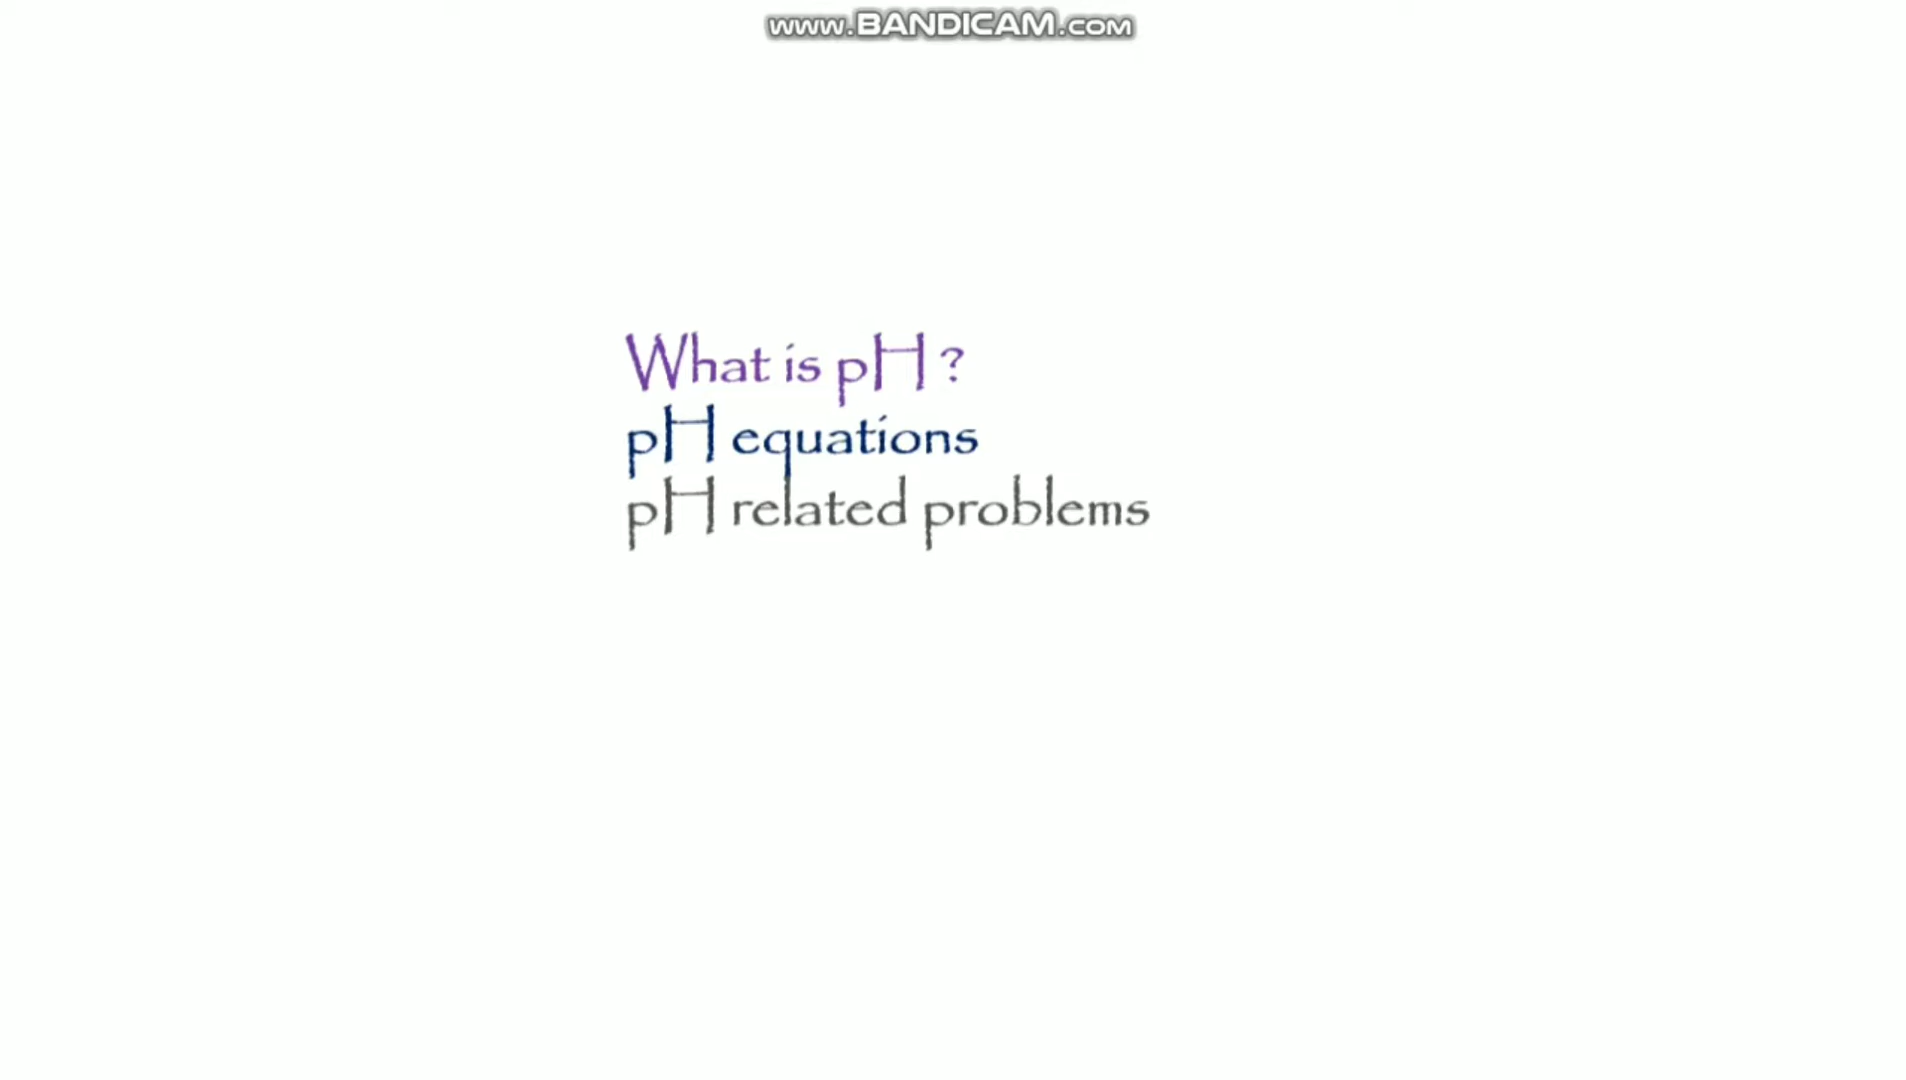 www.BANDICAM.com
What is pH ?
pH equations
pH related problems